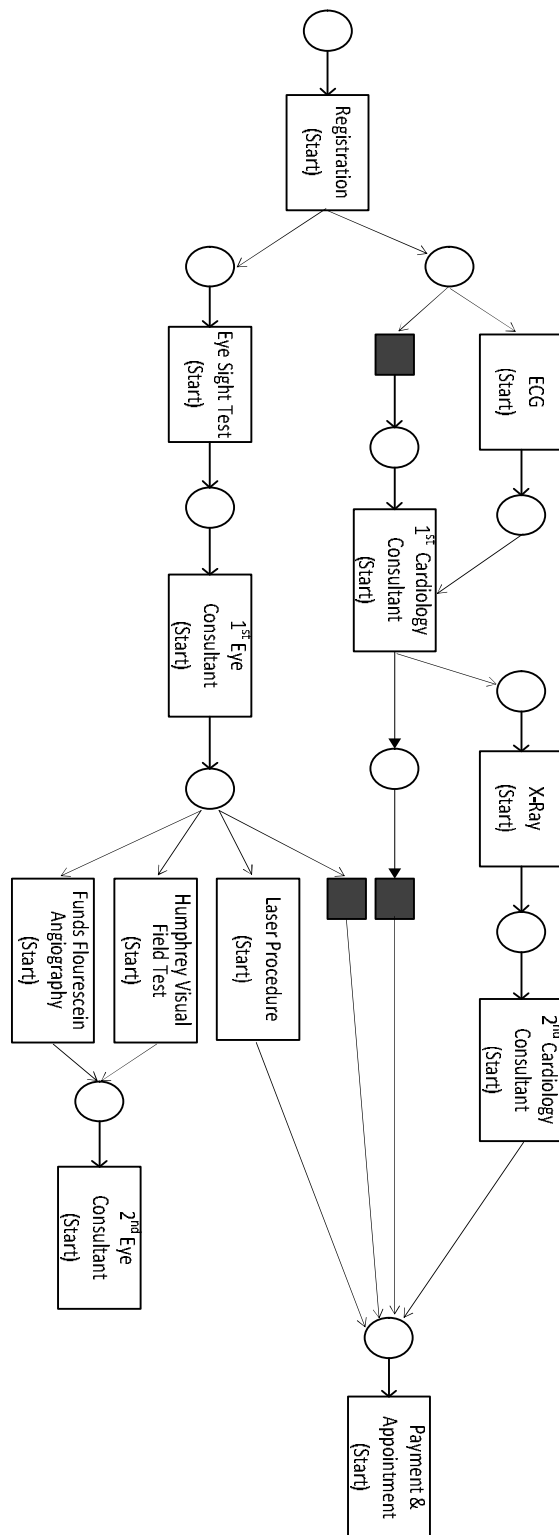 Registration
(Start)
ECG
(Start)
Eye Sight Test
(Start)
1st Cardiology
Consultant
(Start)
1st Eye
Consultant
(Start)
X-Ray
(Start)
2nd Cardiology
Consultant
(Start)
Laser Procedure
(Start)
Humphrey Visual
Field Test
(Start)
Funds Flourescein
Angiography
(Start)
2nd Eye
Consultant
(Start)
Payment &
Appointment
(Start)